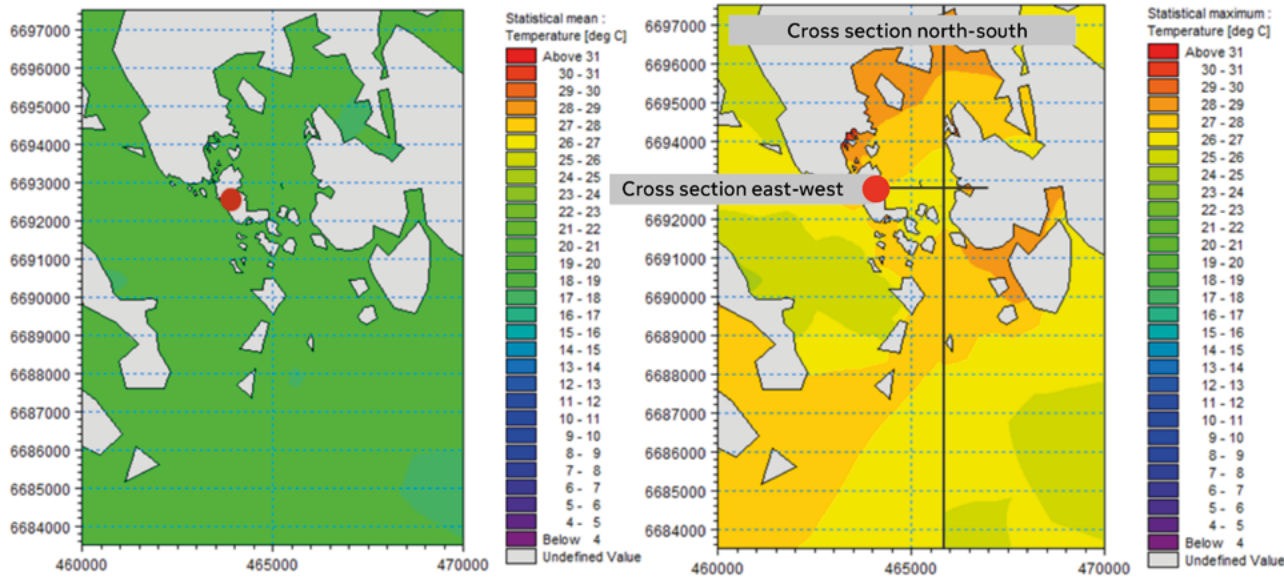 6697000
6696000
6695000
6694000
6693000
6692000
6691000
6690000
6689000
6688000
6687000
6686000
6685000
6684000
460000
465000
470000
Statistical mean :
Temperature [deg C]
Above 31
30 - 31
29 - 30
28 - 29
27 - 28
26 - 27
25 - 26
24 - 25
23 - 24
22 - 23
21 - 22
20 - 21
19 - 20
18 - 19
17 - 18
16 - 17
15 - 16
14 - 15
13 - 14
12 - 13
11 - 12
10 - 11
9 - 10
8 - 9
7 - 8
6 - 7
5 - 6
4 - 5
Below 4
Undefined Value
Cross section north-south
Cross section east-west
6697000
6696000
6695000
6694000
6692000
6691000
6690000
6689000
6688000
6687000
6686000
6685000
6684000
460000
465000
470000
Statistical maximum :
Temperature [deg C]
Above 31
30 - 31
29 - 30
28 - 29
27 - 28
26 - 27
25 - 26
24 - 25
23 - 24
22 - 23
21 - 22
20 - 21
19 - 20
18 - 19
17 - 18
16 - 17
15 - 16
14 - 15
13 - 14
12 - 13
11 - 12
10 - 11
9 - 10
8 - 9
7 - 8
6 - 7
5 - 6
4 - 5
Below 4
Undefined Value